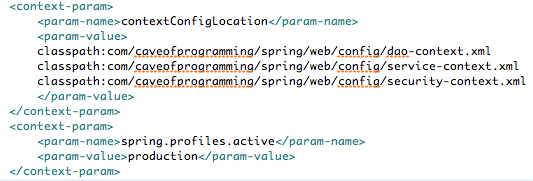 <context-param>
<param-name>contextConfigLocation</param-name>
<param-value>
classpath:com/caveofprogramming/spring/web/config/dao-context.xml
classpath:com/caveofprogramming/spring/web/config/service-context.xml
classpath:com/caveofprogramming/spring/web/config/security-context.xml
</param-value>
</context-param>
<context-param>
<param-name>spring.profiles.active</param-name>
<param-value>production</param-value>
</context-param>